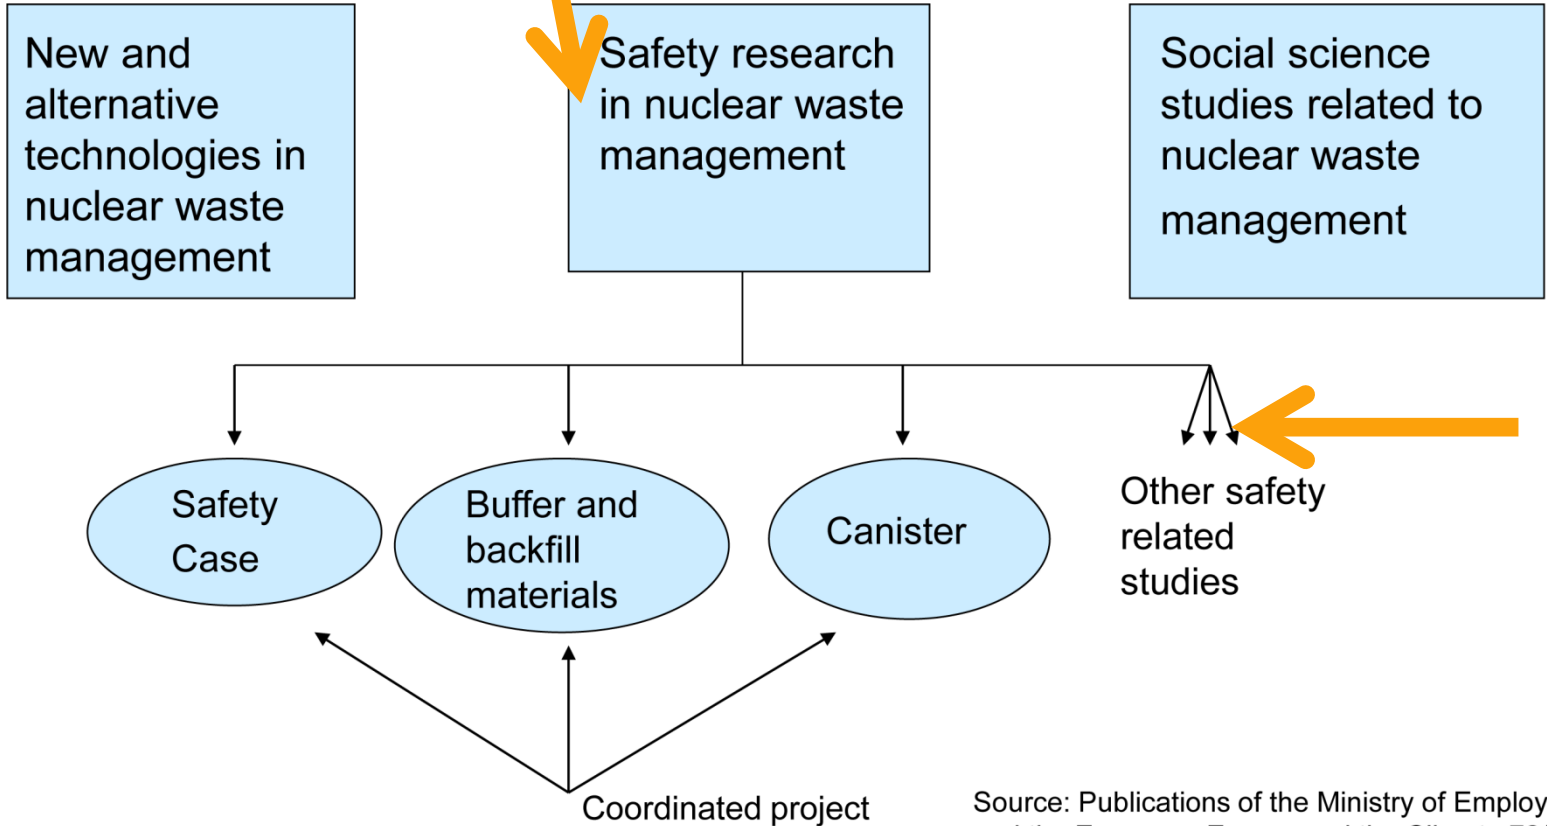 New and
alternative
technologies in
nuclear waste
management
Safety research
in nuclear waste
management
Social science
studies related to
nuclear waste
management
Safety
Case
Buffer and
backfill
materials
Canister
Other safety
related
studies
Coordinated project
Source: Publications of the Ministry of Employ